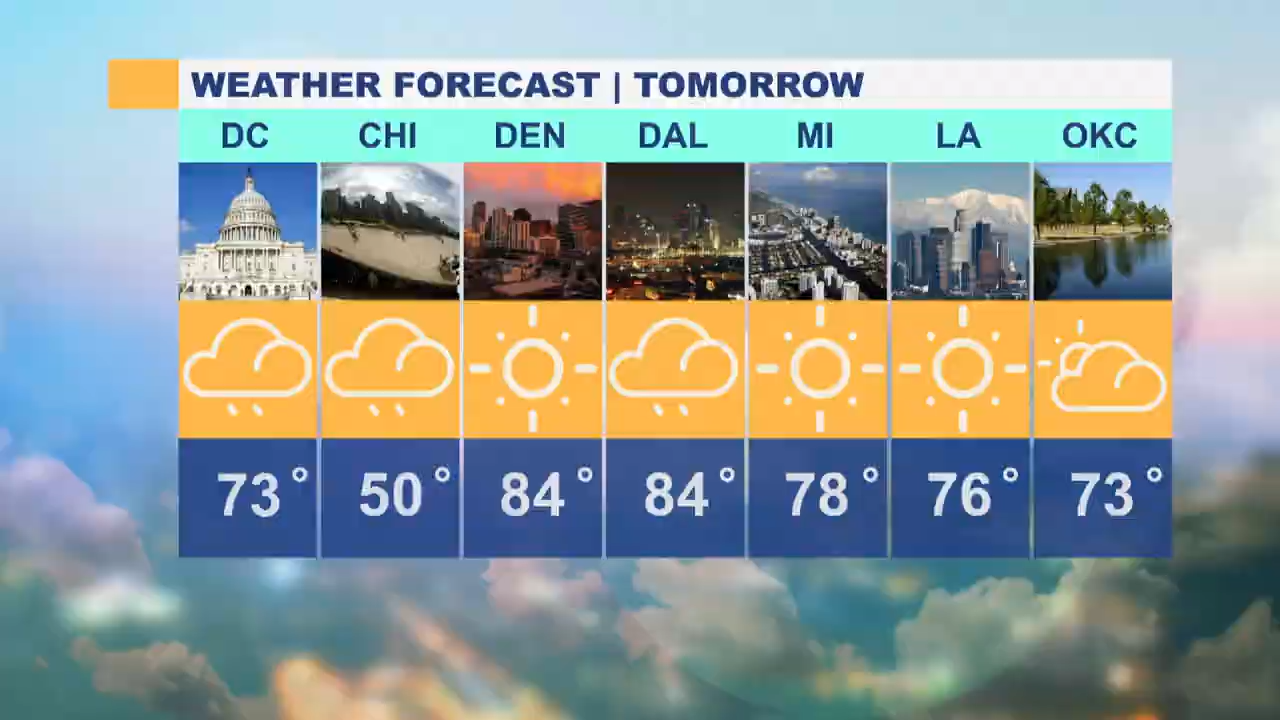 WEATHER FORECAST | TOMORROW
DC CHI DEN DAL MI LA OKC
73° 50° 84° 84° 78° 76° 73°